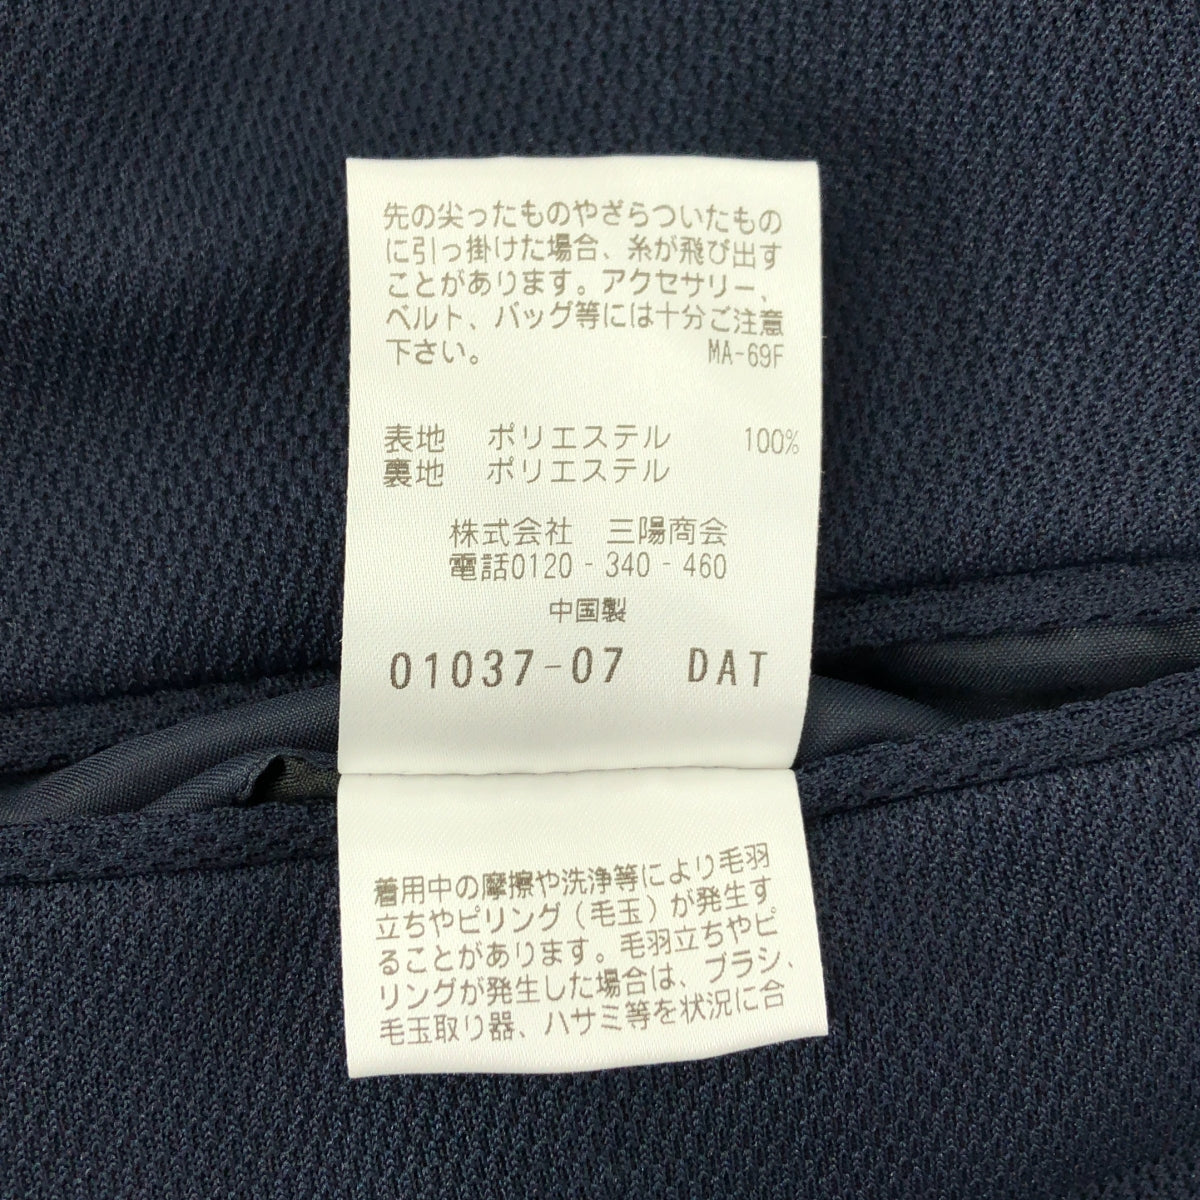 先の尖ったものやざらついたもの
に引っ掛けた場合、糸が飛び出す
ことがあります。アクセサリー、
ベルト、バッグ等には十分ご注意
下さい。 MA-69F
表地 ポリエステル 100%
裏地 ポリエステル
株式会社 三陽商会
電話0120-340-460
中国製
01037-07 DAT
着用中の摩擦や洗浄等により毛羽
立ちやピリング(毛玉)が発生す
ることがあります。毛羽立ちやピ
リングが発生した場合は、ブラシ、
毛玉取り器、ハサミ等を状況に合